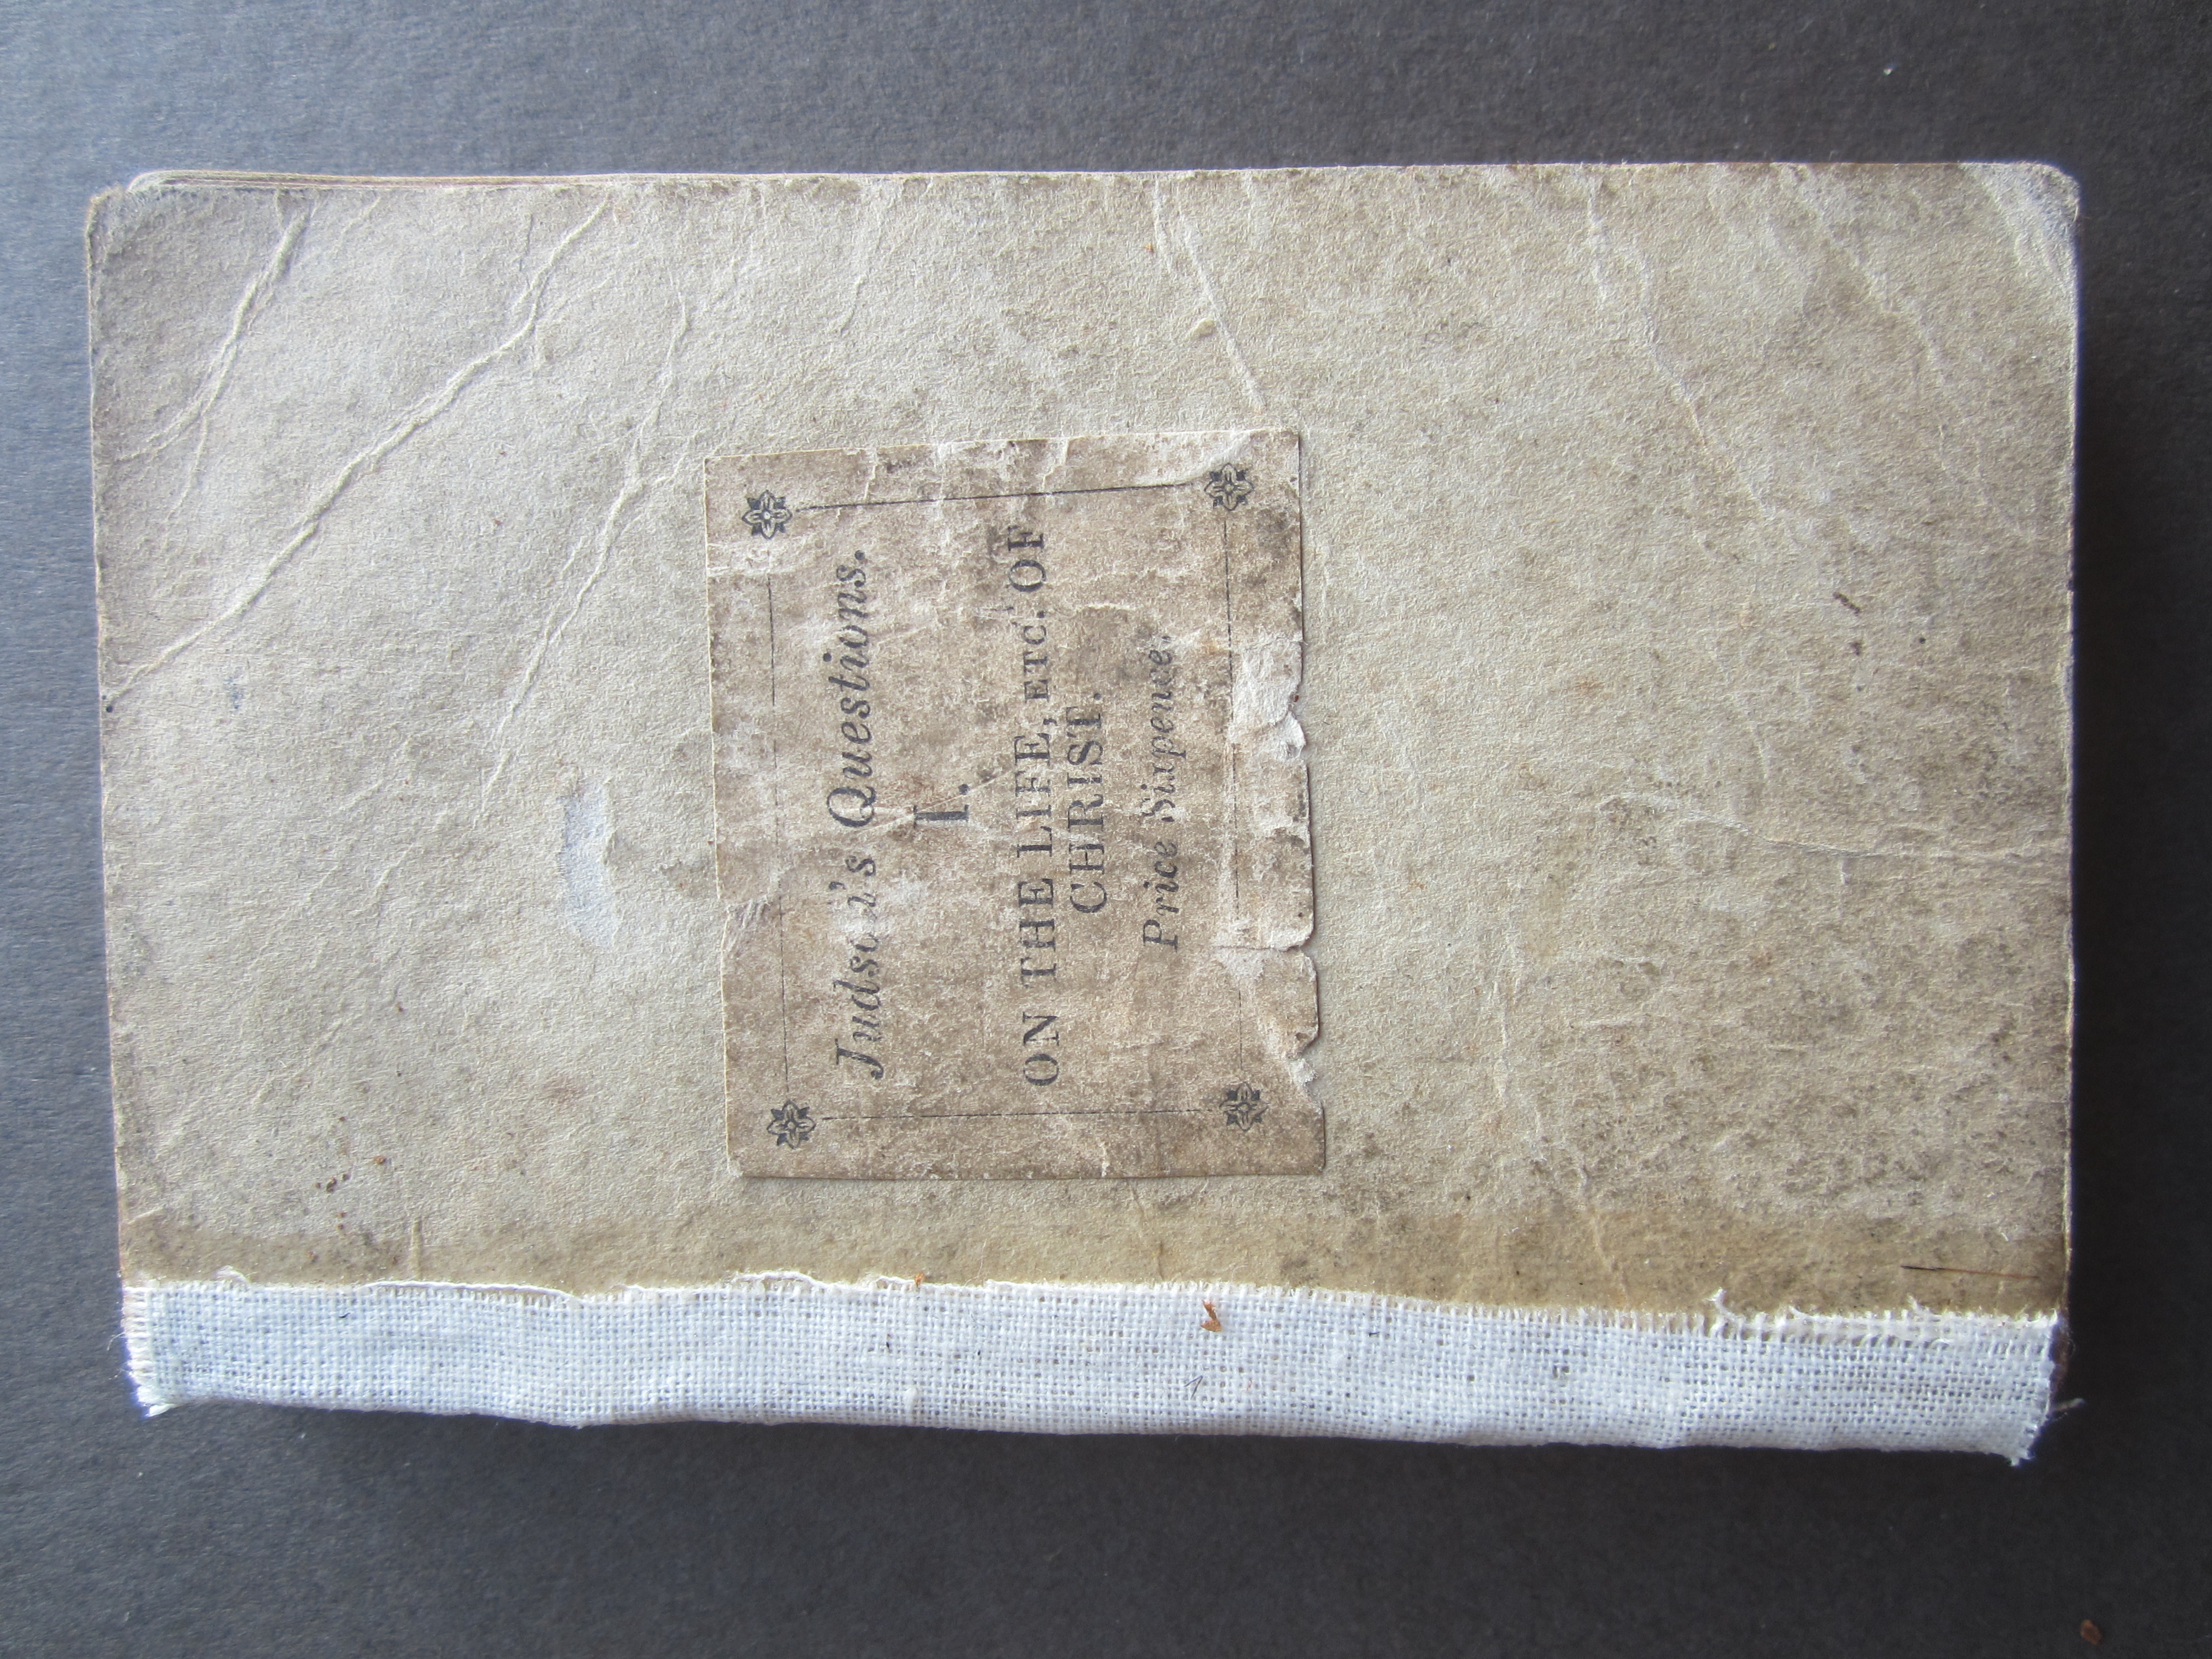 Judson's Questions.
I.
ON THE LIFE, ETC. OF
CHRIST.
Price Sixpence.